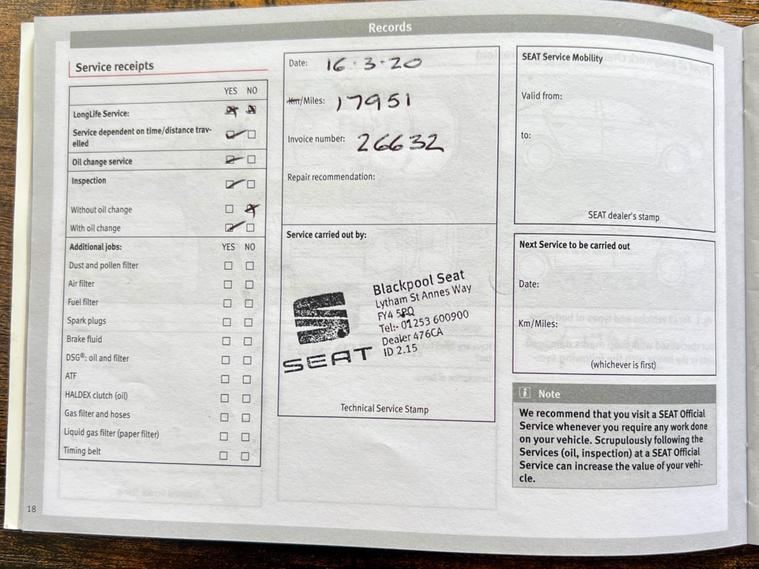 Records
Service receipts
YES NO
LongLife Service:
Service dependent on time/distance trav-
elled
Oil change service
Inspection
Without oil change
With oil change
Additional jobs: YES NO
Dust and pollen filter
Air filter
Fuel filter
Spark plugs
Brake fluid
DSG®: oil and filter
ATF
HALDEX clutch (oil)
Gas filter and hoses
Liquid gas filter (paper filter)
Timing belt
18
Date: 16·3·20
Km/Miles: 17951
Invoice number: 26632
Repair recommendation:
Service carried out by:
SEAT
Blackpool Seat
Lytham St Annes Way
FY4 5PQ
Tel:- 01253 600900
Dealer 476CA
ID 2.15
Technical Service Stamp
SEAT Service Mobility
Valid from:
to:
SEAT dealer's stamp
Next Service to be carried out
Date:
Km/Miles:
(whichever is first)
i Note
We recommend that you visit a SEAT Official
Service whenever you require any work done
on your vehicle. Scrupulously following the
Services (oil, inspection) at a SEAT Official
Service can increase the value of your vehi-
cle.